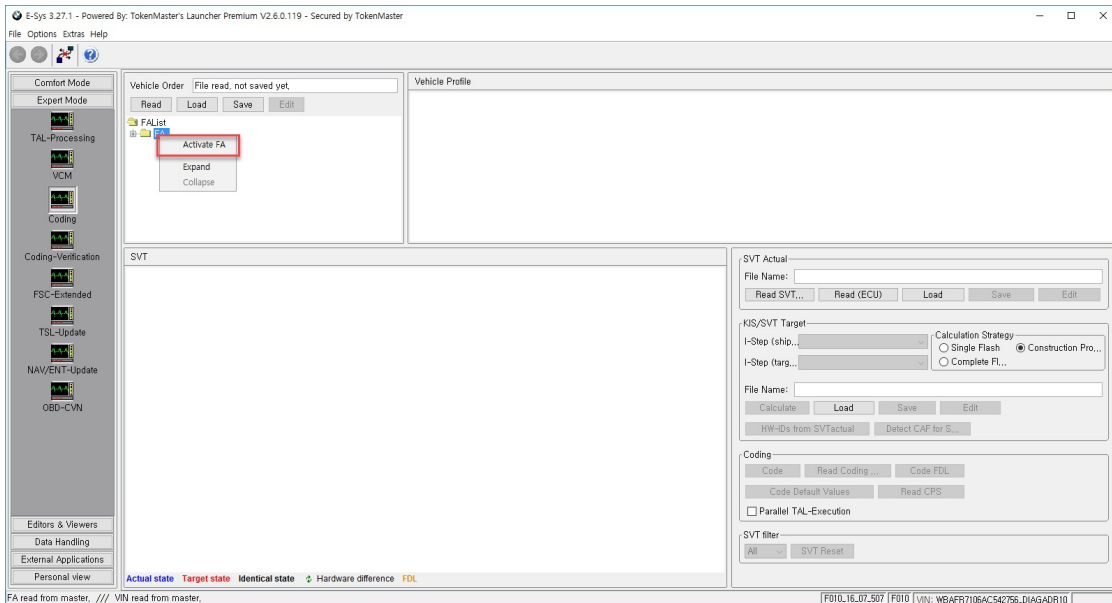 E-Sys 3.27.1 - Powered By: TokenMaster's Launcher Premium V2.6.0.119 - Secured by TokenMaster
File Options Extras Help
Comfort Mode
Expert Mode
TAL-Processing
VCM
Coding
Coding-Verification
FSC-Extended
TSL-Update
NAV/ENT-Update
OBD-CVN
Editors & Viewers
Data Handling
External Applications
Personal view
Vehicle Order File read, not saved yet,
Read Load Save Edit
FAList
FA
Activate FA
Expand
Collapse
Vehicle Profile
SVT
Actual state Target state Identical state Hardware difference FDL
SVT Actual
File Name:
Read SVT... Read (ECU) Load Save Edit
KIS/SVT Target
I-Step (ship...
I-Step (targ...
Calculation Strategy
Single Flash Construction Pro...
Complete Fl...
File Name:
Calculate Load Save Edit
HW-IDs from SVTactual Detect CAF for S...
Coding
Code Read Coding ... Code FDL
Code Default Values Read CPS
Parallel TAL-Execution
SVT filter
All SVT Reset
FA read from master, /// VIN read from master,
F010_16_07_507 F010 VIN: WBAFR7106AC542756_DIAGADR10